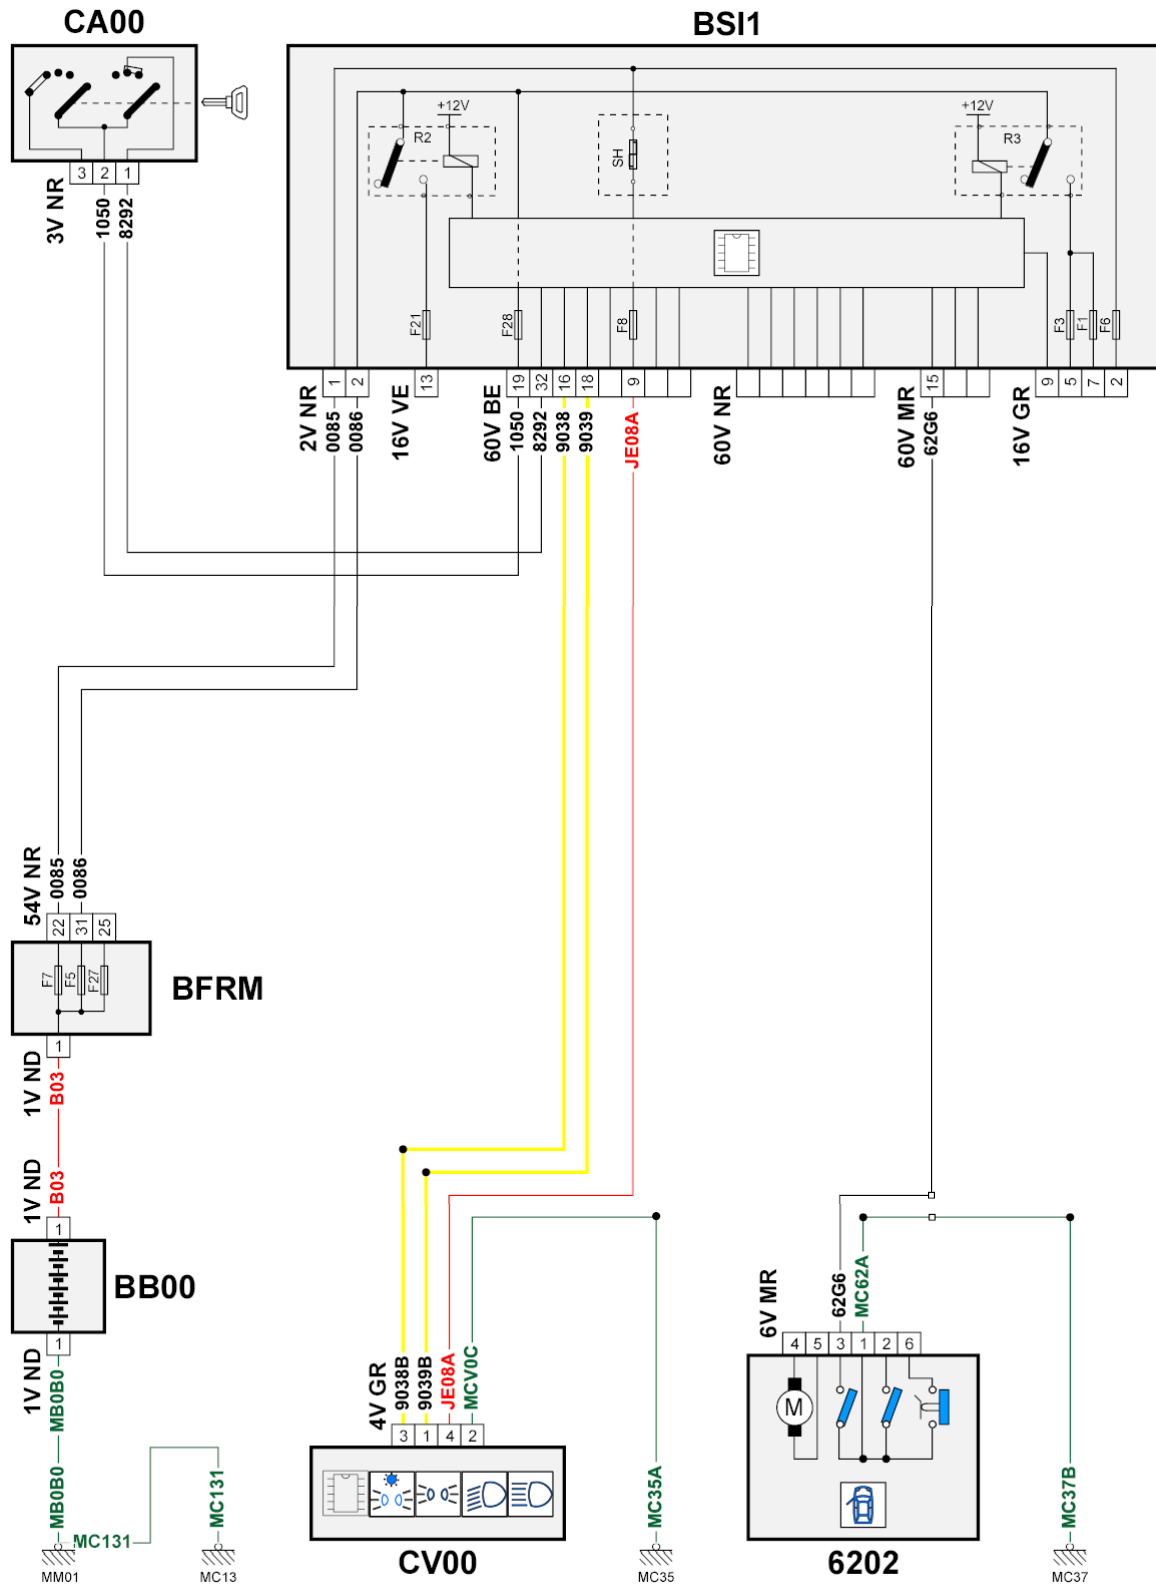 CA00
BSI1
+12V
+12V
R2
SH
R3
3 2 1
3V NR
1050
8292
F21
F28
F8
F3
F1
F6
1 2
13
19 32 16 18 9
15
9 5 7 2
2V NR
0085
0086
16V VE
60V BE
1050
8292
9038
9039
JE08A
60V NR
60V MR
62G6
16V GR
54V NR
0085
0086
22 31 25
F7
F5
F27
BFRM
1
1V ND
B03
1V ND
B03
1
BB00
1
1V ND
MB0B0
MB0B0
MC131
MC131
MM01
MC13
4V GR
9038B
9039B
JE08A
MCV0C
3 1 4 2
CV00
MC35A
MC35
6V MR
62G6
MC62A
4 5 3 1 2 6
M
6202
MC37B
MC37